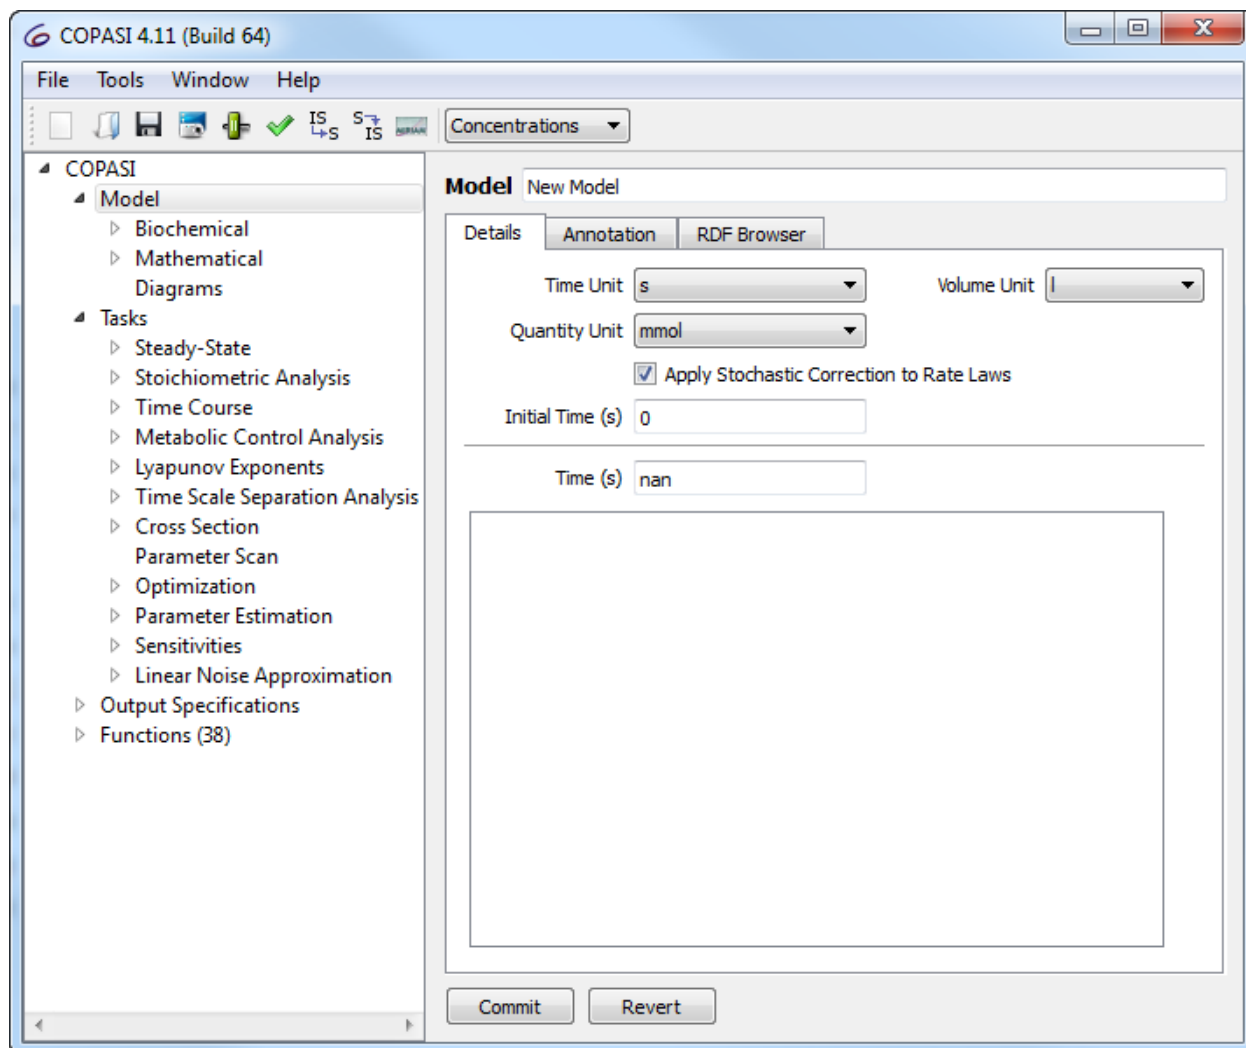 COPASI 4.11 (Build 64)
File Tools Window Help
IS
S
S
IS
Concentrations
COPASI
Model
Biochemical
Mathematical
Diagrams
Tasks
Steady-State
Stoichiometric Analysis
Time Course
Metabolic Control Analysis
Lyapunov Exponents
Time Scale Separation Analysis
Cross Section
Parameter Scan
Optimization
Parameter Estimation
Sensitivities
Linear Noise Approximation
Output Specifications
Functions (38)
Model New Model
Details Annotation RDF Browser
Time Unit s Volume Unit l
Quantity Unit mmol
Apply Stochastic Correction to Rate Laws
Initial Time (s) 0
Time (s) nan
Commit Revert